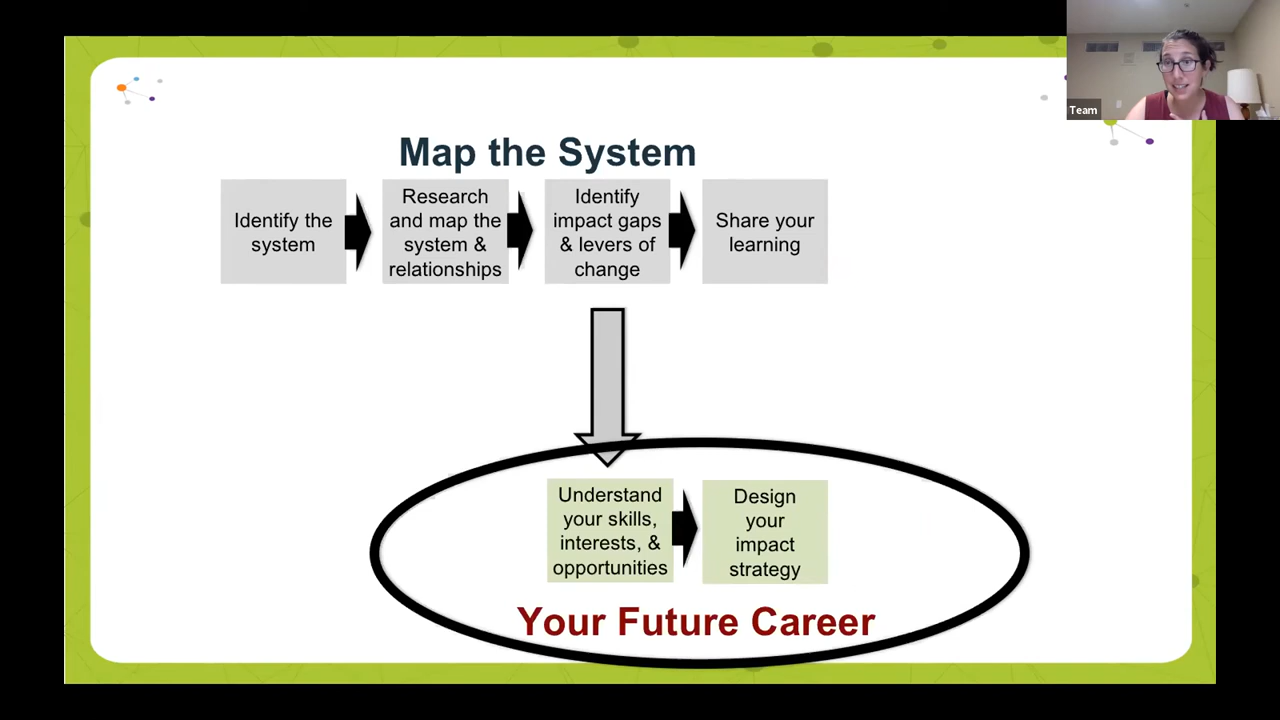 Team
Map the System
Identify the
system
Research
and map the
system &
relationships
Identify
impact gaps
& levers of
change
Share your
learning
Understand
your skills,
interests, &
opportunities
Design
your
impact
strategy
Your Future Career